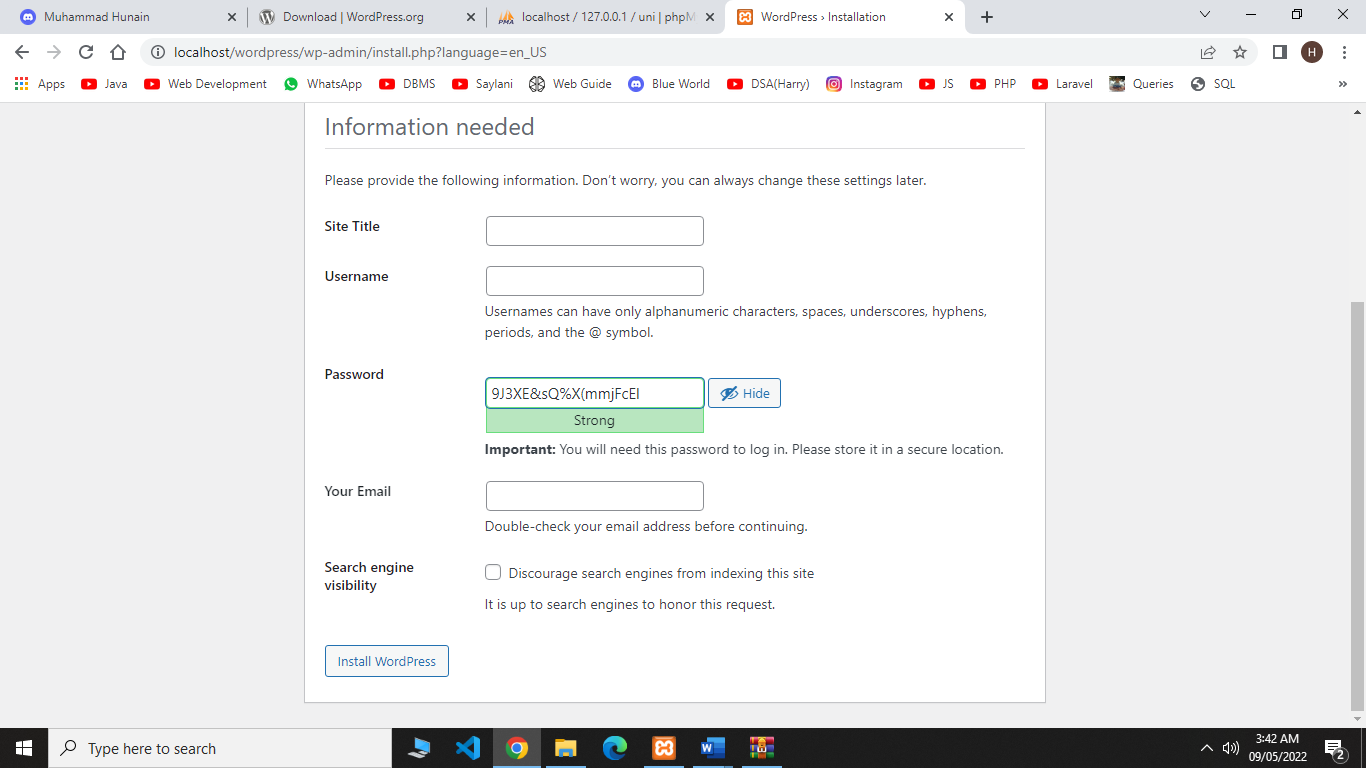 Muhammad Hunain
Download | WordPress.org
PMA
localhost / 127.0.0.1 / uni | phpM
WordPress › Installation
localhost/wordpress/wp-admin/install.php?language=en_US
H
Apps
Java
Web Development
WhatsApp
DBMS
Saylani
Web Guide
Blue World
DSA(Harry)
Instagram
JS
PHP
Laravel
Queries
SQL
»
Information needed
Please provide the following information. Don’t worry, you can always change these settings later.
Site Title
Username
Usernames can have only alphanumeric characters, spaces, underscores, hyphens,
periods, and the @ symbol.
Password
9J3XE&sQ%X(mmjFcEl
Hide
Strong
Important: You will need this password to log in. Please store it in a secure location.
Your Email
Double-check your email address before continuing.
Search engine
visibility
Discourage search engines from indexing this site
It is up to search engines to honor this request.
Install WordPress
Type here to search
3:42 AM
09/05/2022
2